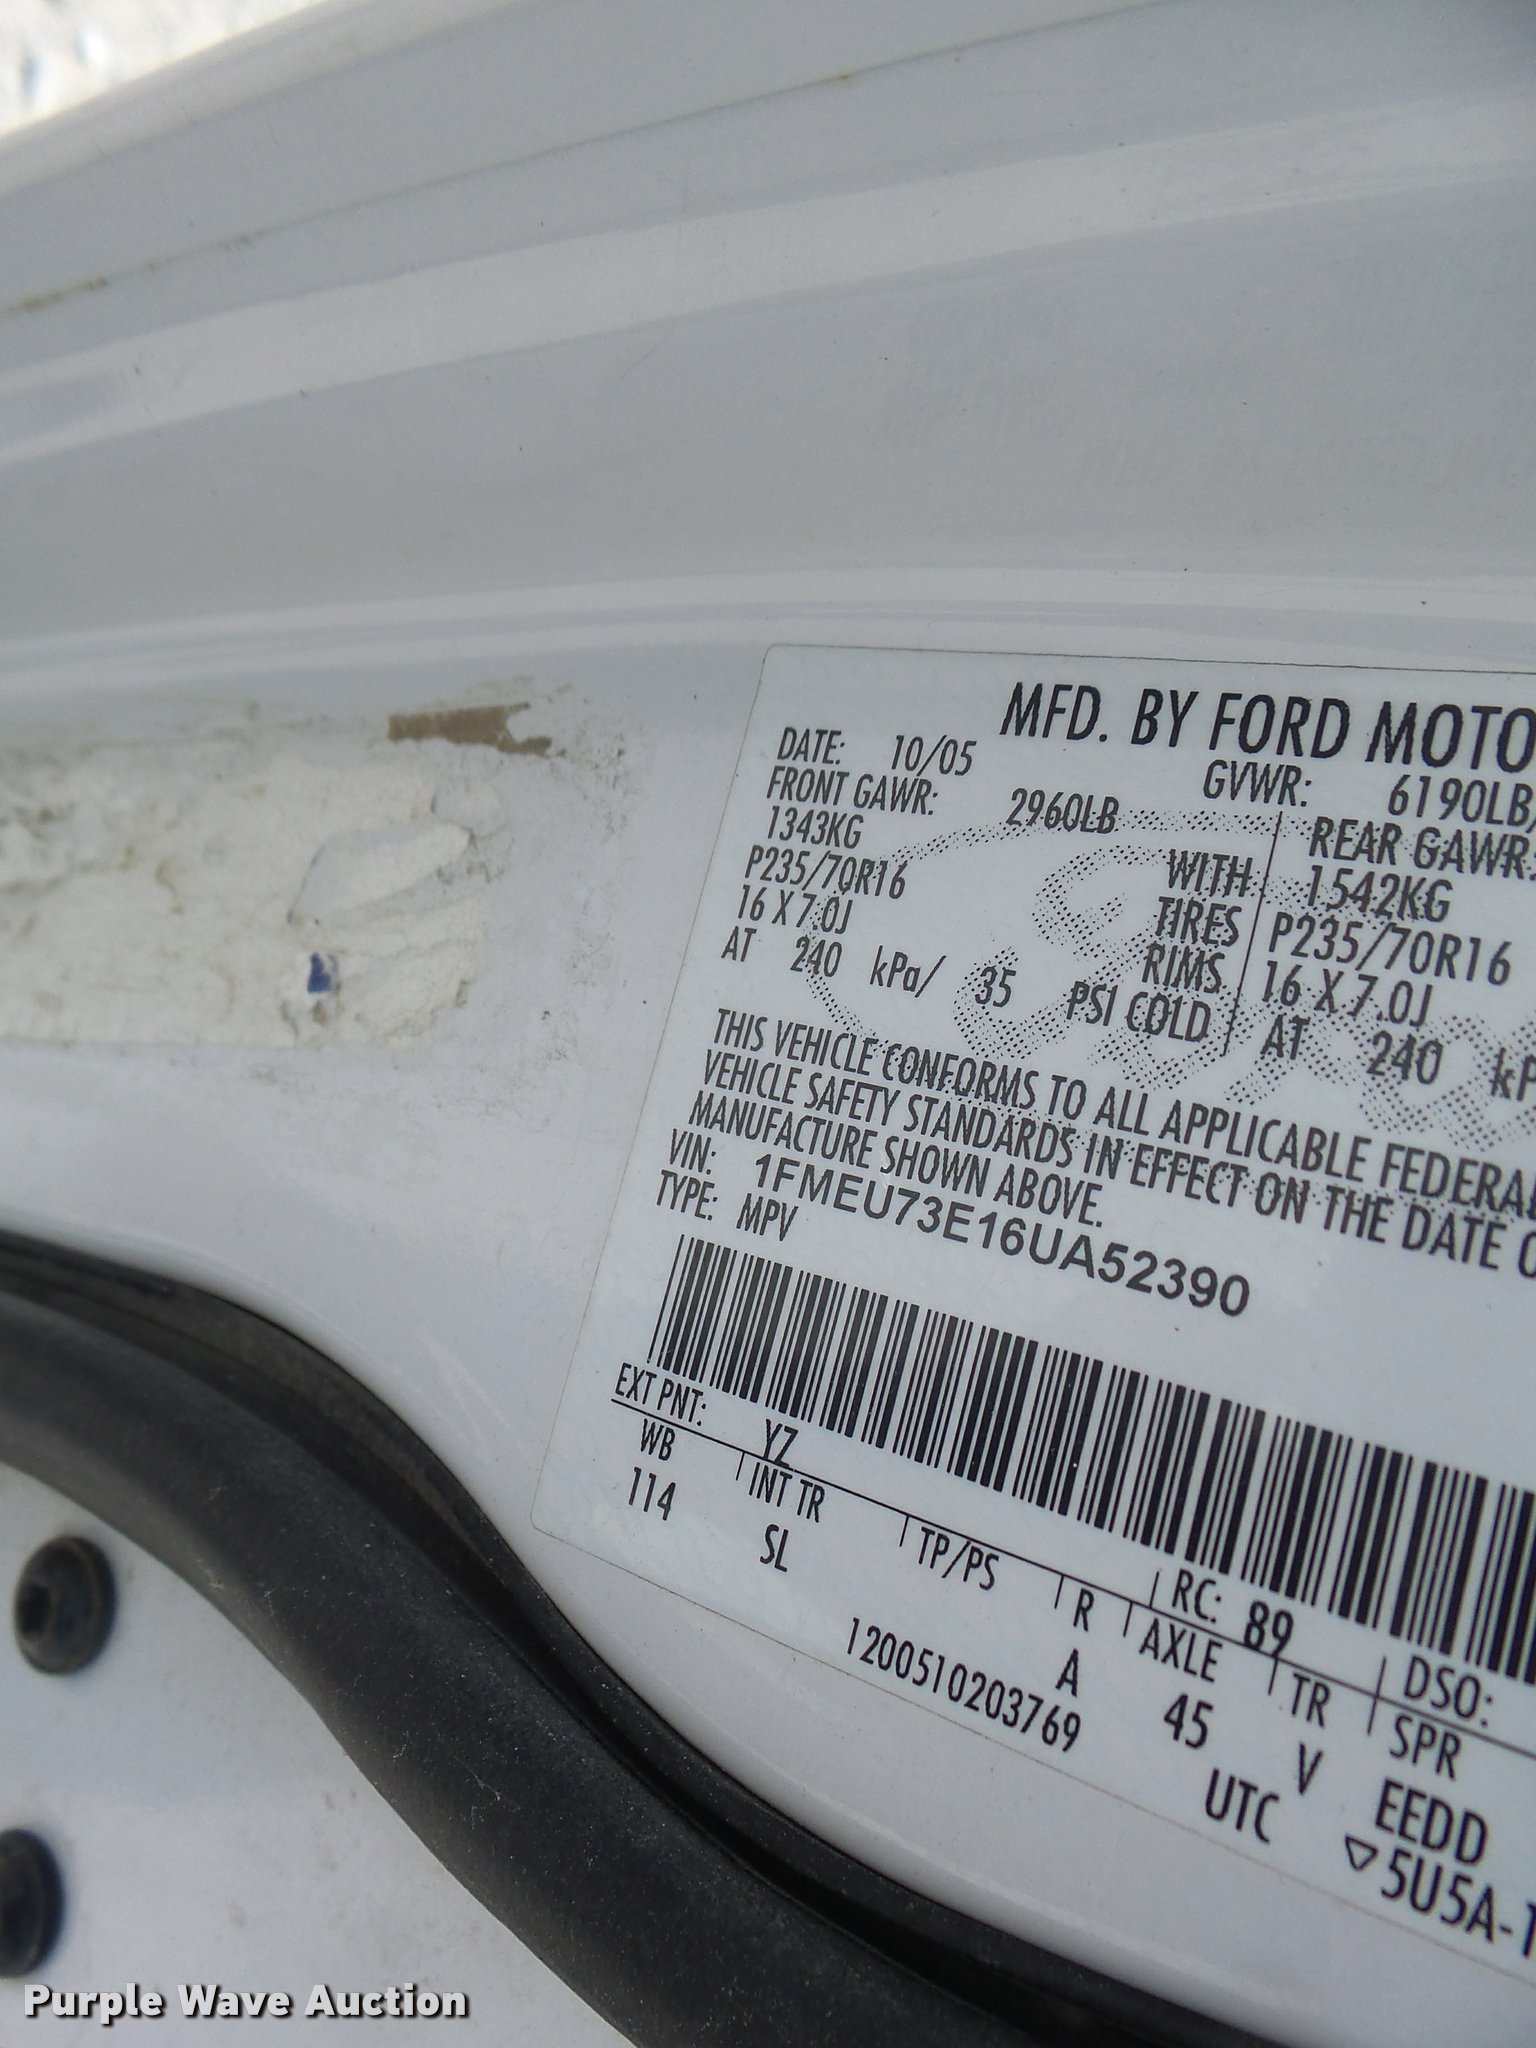 MFD. BY FORD MOTO
DATE: 10/05 GVWR: 6190LB/
FRONT GAWR: 2960LB REAR GAWR:
1343KG WITH 1542KG
P235/70R16 TIRES P235/70R16
16 X 7.0J RIMS 16 X 7.0J
AT 240 kPa/ 35 PSI COLD AT 240 kP
THIS VEHICLE CONFORMS TO ALL APPLICABLE FEDERAL
VEHICLE SAFETY STANDARDS IN EFFECT ON THE DATE O
MANUFACTURE SHOWN ABOVE.
VIN: 1FMEU73E16UA52390
TYPE: MPV
EXT PNT: YZ RC: 89 DSO:
WB INT TR TP/PS R AXLE TR SPR
114 SL A 45 V EEDD
1200510203769 UTC ▽5U5A-1
Purple Wave Auction